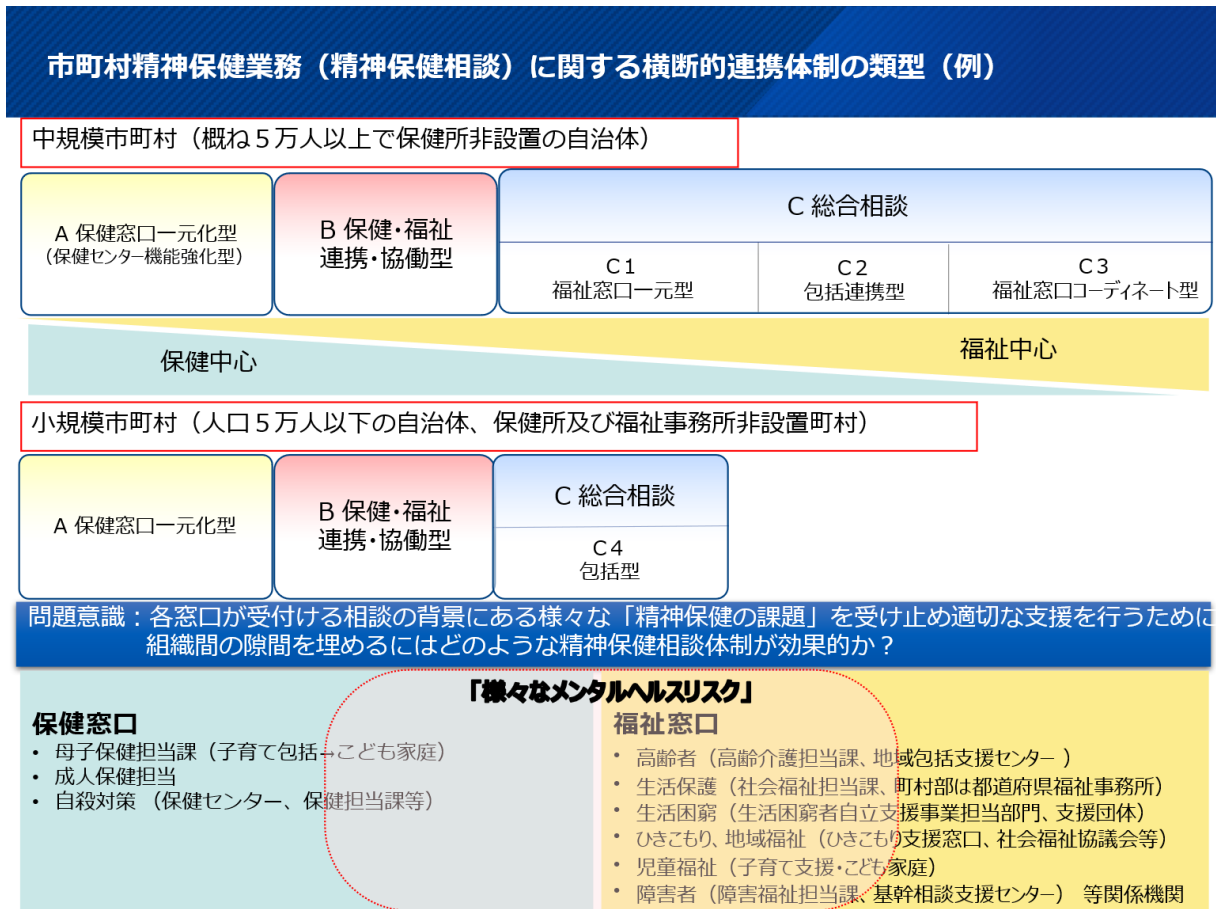 市町村精神保健業務（精神保健相談）に関する横断的連携体制の類型（例）
中規模市町村（概ね５万人以上で保健所非設置の自治体）
A 保健窓口一元化型
（保健センター機能強化型）
B 保健・福祉
連携・協働型
C 総合相談
C1
福祉窓口一元型
C2
包括連携型
C3
福祉窓口コーディネート型
保健中心
福祉中心
小規模市町村（人口５万人以下の自治体、保健所及び福祉事務所非設置町村）
A 保健窓口一元化型
B 保健・福祉
連携・協働型
C 総合相談
C4
包括型
問題意識：各窓口が受付ける相談の背景にある様々な「精神保健の課題」を受け止め適切な支援を行うために
組織間の隙間を埋めるにはどのような精神保健相談体制が効果的か？
「様々なメンタルヘルスリスク」
保健窓口
• 母子保健担当課（子育て包括→こども家庭）
• 成人保健担当
• 自殺対策 （保健センター、保健担当課等）
福祉窓口
• 高齢者（高齢介護担当課、地域包括支援センター ）
• 生活保護（社会福祉担当課、町村部は都道府県福祉事務所）
• 生活困窮（生活困窮者自立支援事業担当部門、支援団体）
• ひきこもり、地域福祉（ひきこもり支援窓口、社会福祉協議会等）
• 児童福祉（子育て支援・こども家庭）
• 障害者（障害福祉担当課、基幹相談支援センター） 等関係機関